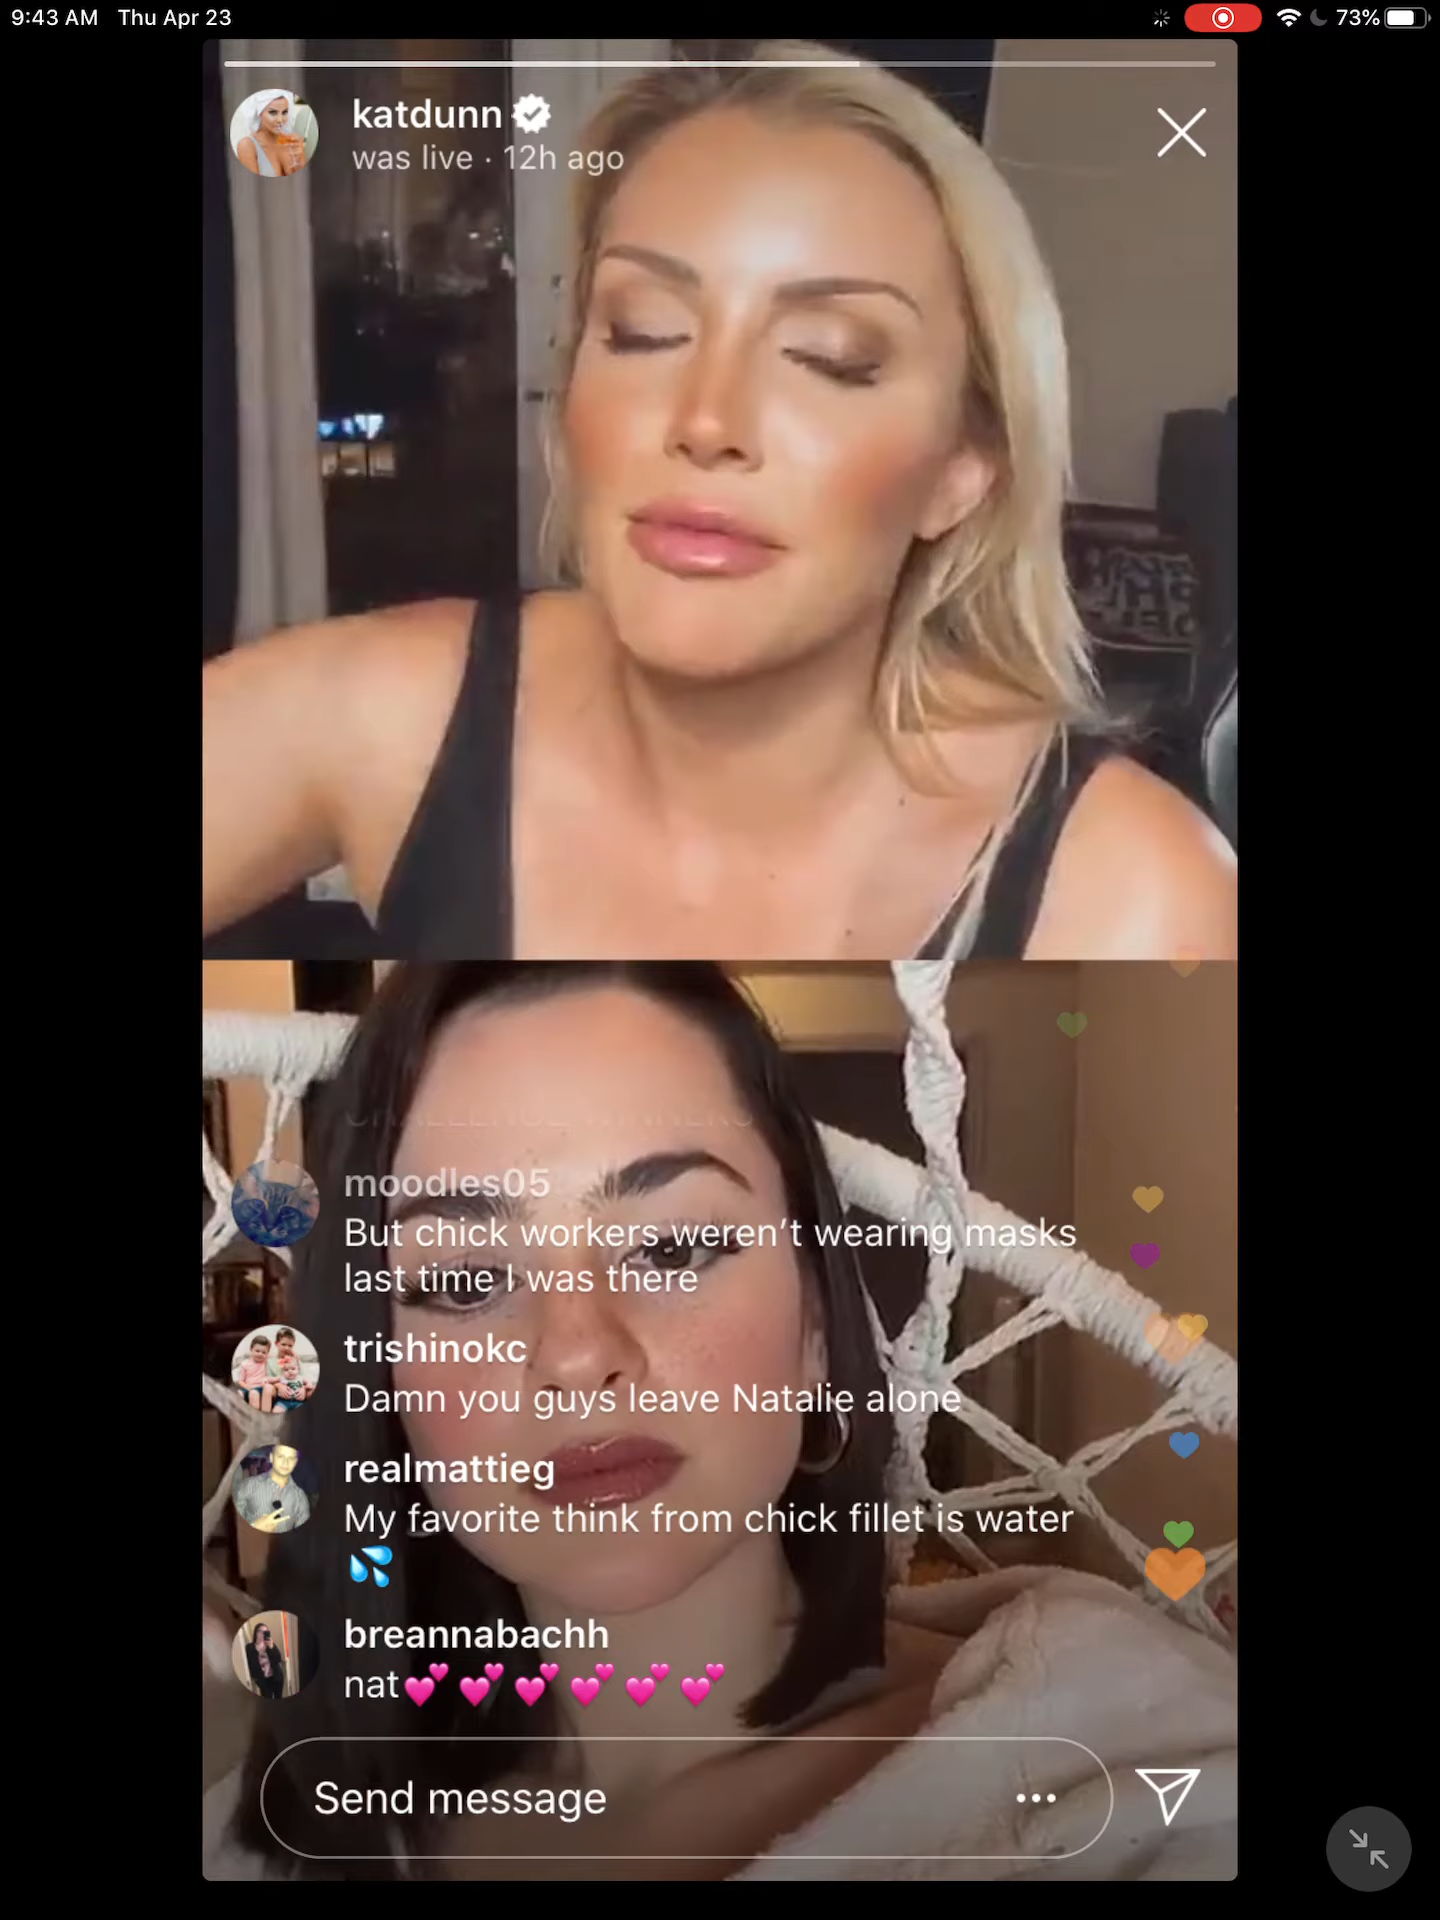 9:43 AM Thu Apr 23
73%
katdunn
was live · 12h ago
CHALLENGE WINNERS
moodles05
But chick workers weren’t wearing masks
last time I was there
trishinokc
Damn you guys leave Natalie alone
realmattieg
My favorite think from chick fillet is water
💦
breannabachh
nat💕💕💕💕💕💕
Send message